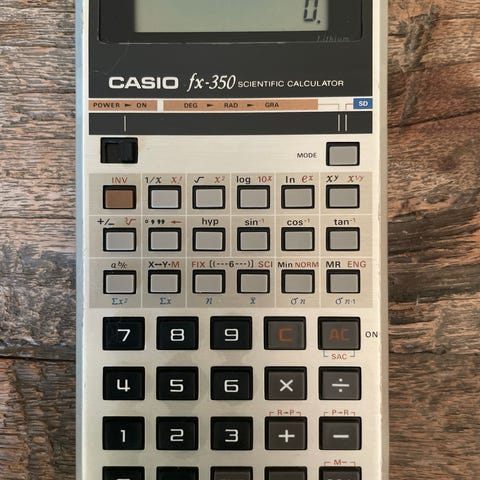 0.
Lithium
CASIO fx-350 SCIENTIFIC CALCULATOR
POWER ► ON DEG ► RAD ► GRA SD
MODE
INV 1/x x! √ x² log 10ˣ ln eˣ xʸ x¹/ʸ
+/− ³√ ° ′ ″ ← hyp sin⁻¹ cos⁻¹ tan⁻¹
a b/c X↔Y·M FIX [(---6---)] SCI Min NORM MR ENG
Σx² Σx n x̄ σn σn-1
7 8 9 C AC ON
SAC
4 5 6 × ÷
R→P P→R
1 2 3 + −
M−